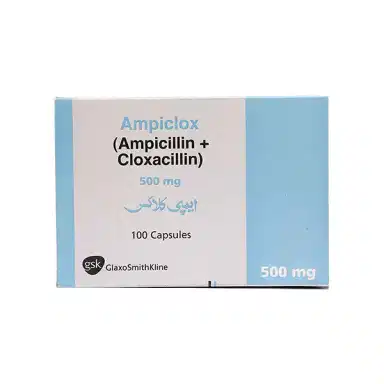 Ampiclox
(Ampicillin +
Cloxacillin)
500 mg
ایمپی کلاکس
100 Capsules
gsk GlaxoSmithKline
500 mg